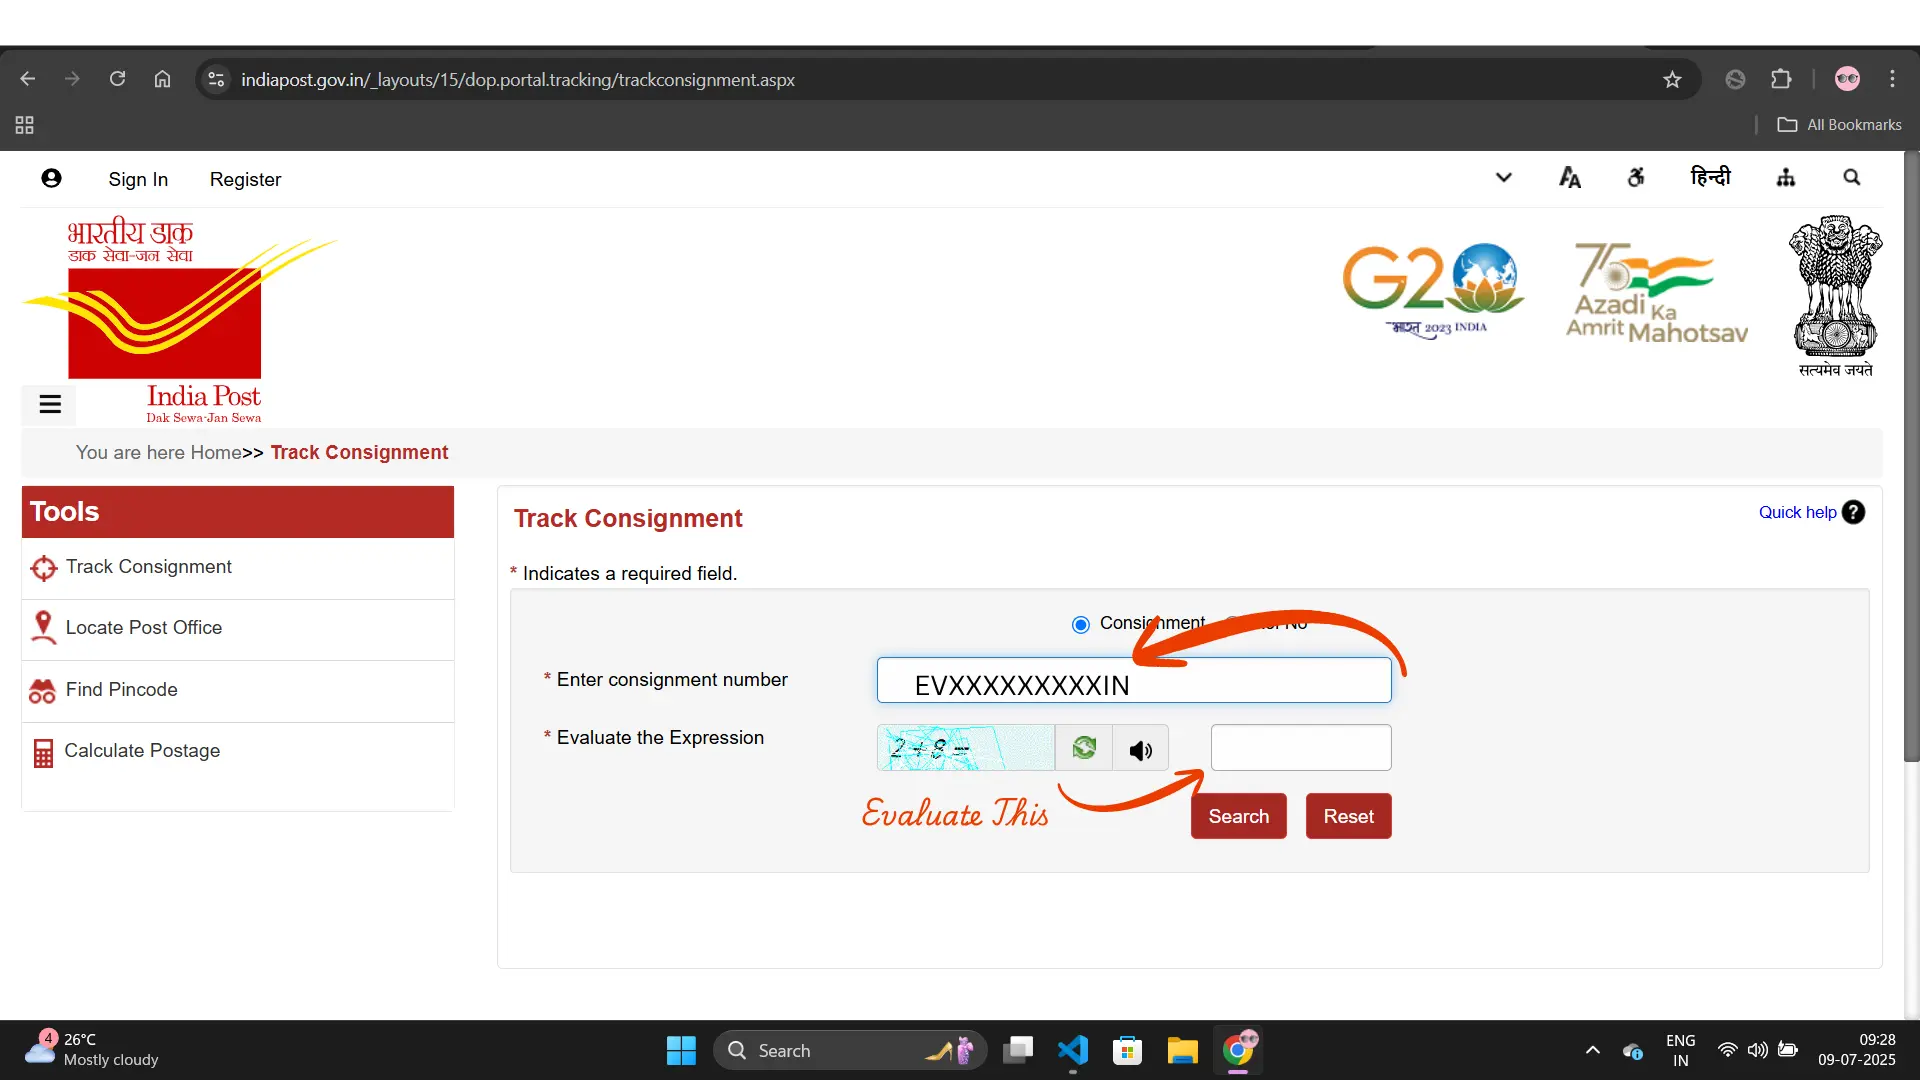 indiapost.gov.in/_layouts/15/dop.portal.tracking/trackconsignment.aspx
All Bookmarks
Sign In Register
हिन्दी
भारतीय डाक
डाक सेवा-जन सेवा
India Post
Dak Sewa-Jan Sewa
G20
भारत 2023 INDIA
75
Azadi Ka
Amrit Mahotsav
सत्यमेव जयते
You are here Home>> Track Consignment
Tools
Track Consignment
Locate Post Office
Find Pincode
Calculate Postage
Track Consignment
Quick help ?
* Indicates a required field.
Consignment No
* Enter consignment number
EVXXXXXXXXXIN
* Evaluate the Expression
2+8=
Evaluate This
Search Reset
4
26°C
Mostly cloudy
Search
ENG
IN
09:28
09-07-2025